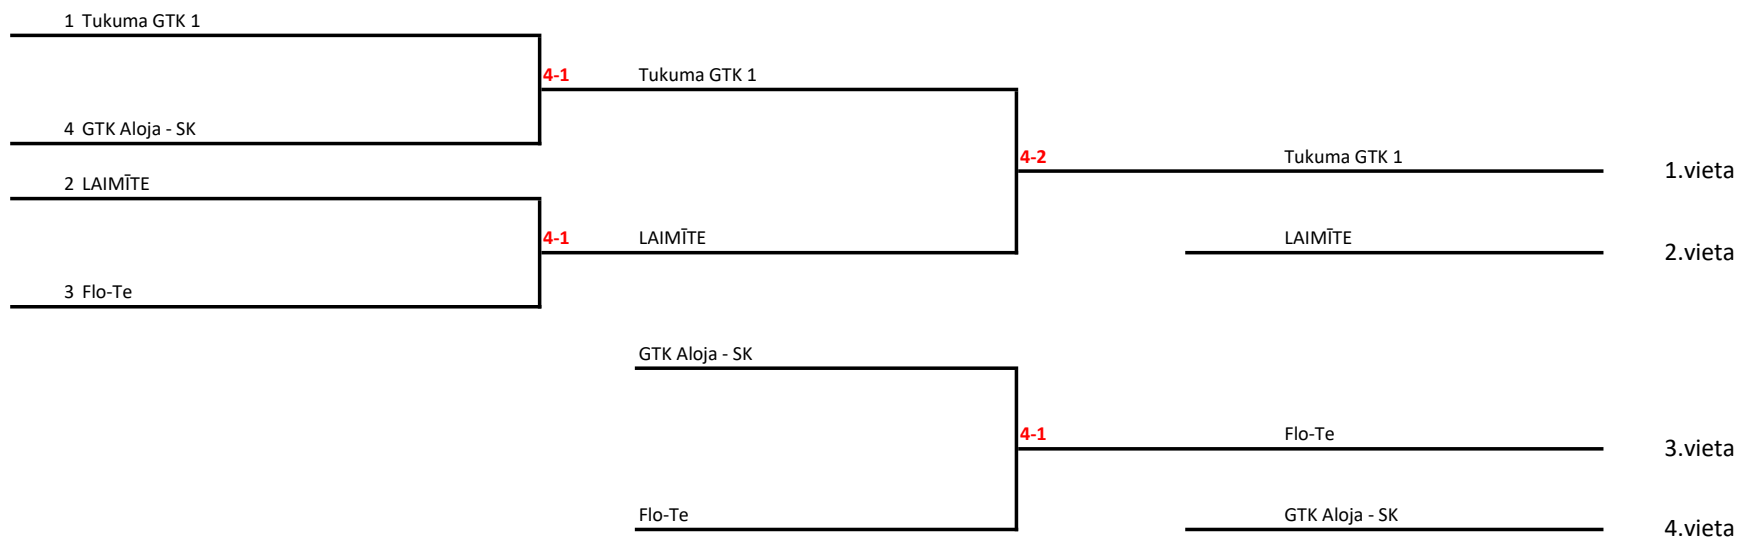 1 Tukuma GTK 1
4-1 Tukuma GTK 1
4 GTK Aloja - SK
4-2 Tukuma GTK 1 1.vieta
2 LAIMĪTE
4-1 LAIMĪTE LAIMĪTE 2.vieta
3 Flo-Te
GTK Aloja - SK
4-1 Flo-Te 3.vieta
Flo-Te GTK Aloja - SK 4.vieta